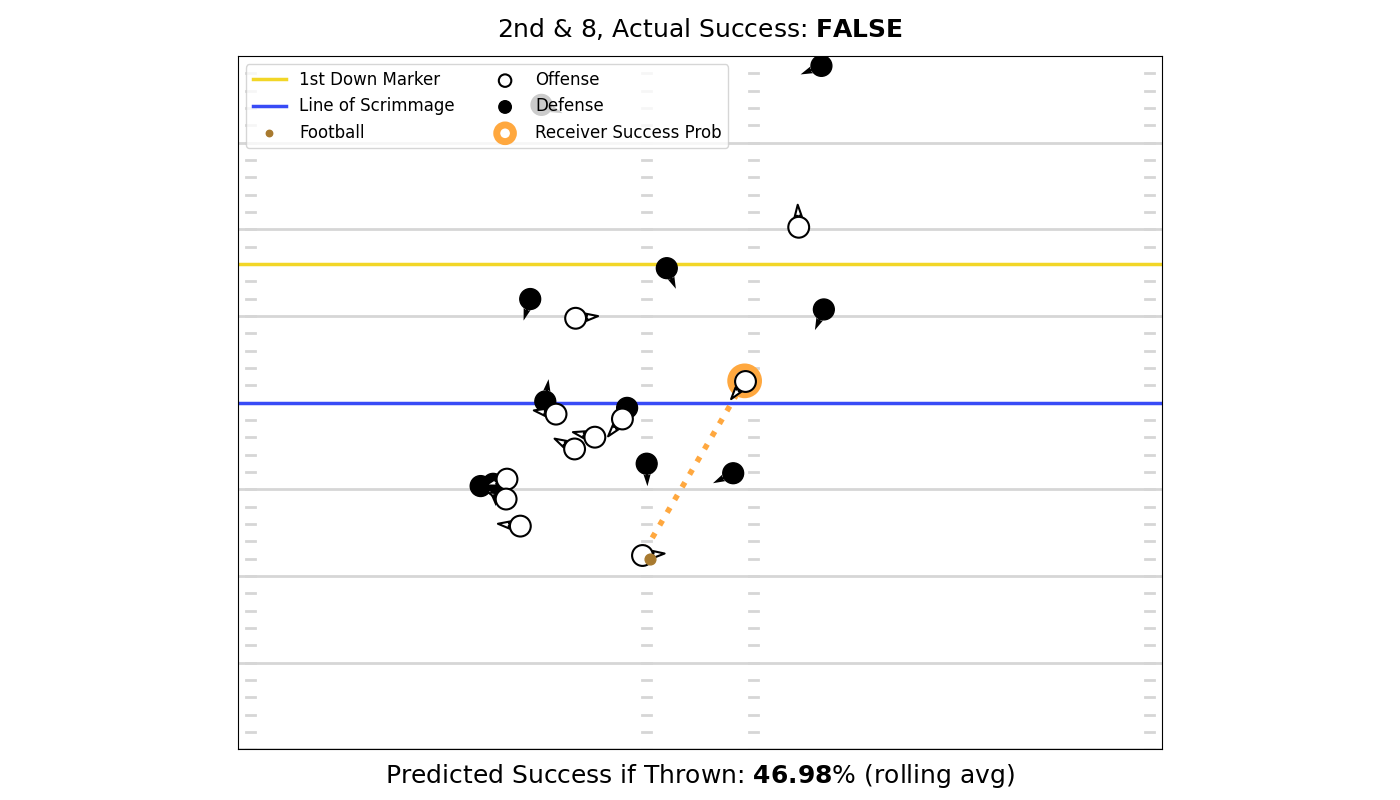 2nd & 8, Actual Success: FALSE
1st Down Marker
Line of Scrimmage
Football
Offense
Defense
Receiver Success Prob
Predicted Success if Thrown: 46.98% (rolling avg)